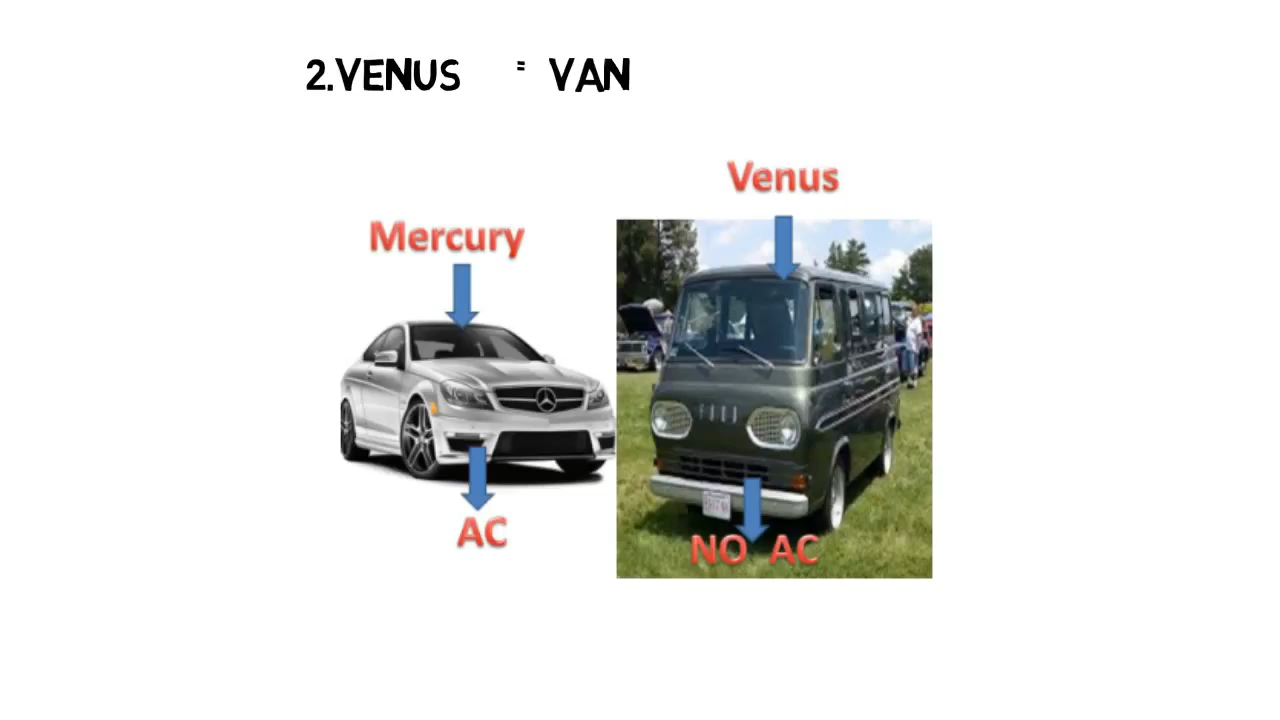 2.VENUS = VAN
Venus
Mercury
AC
NO AC